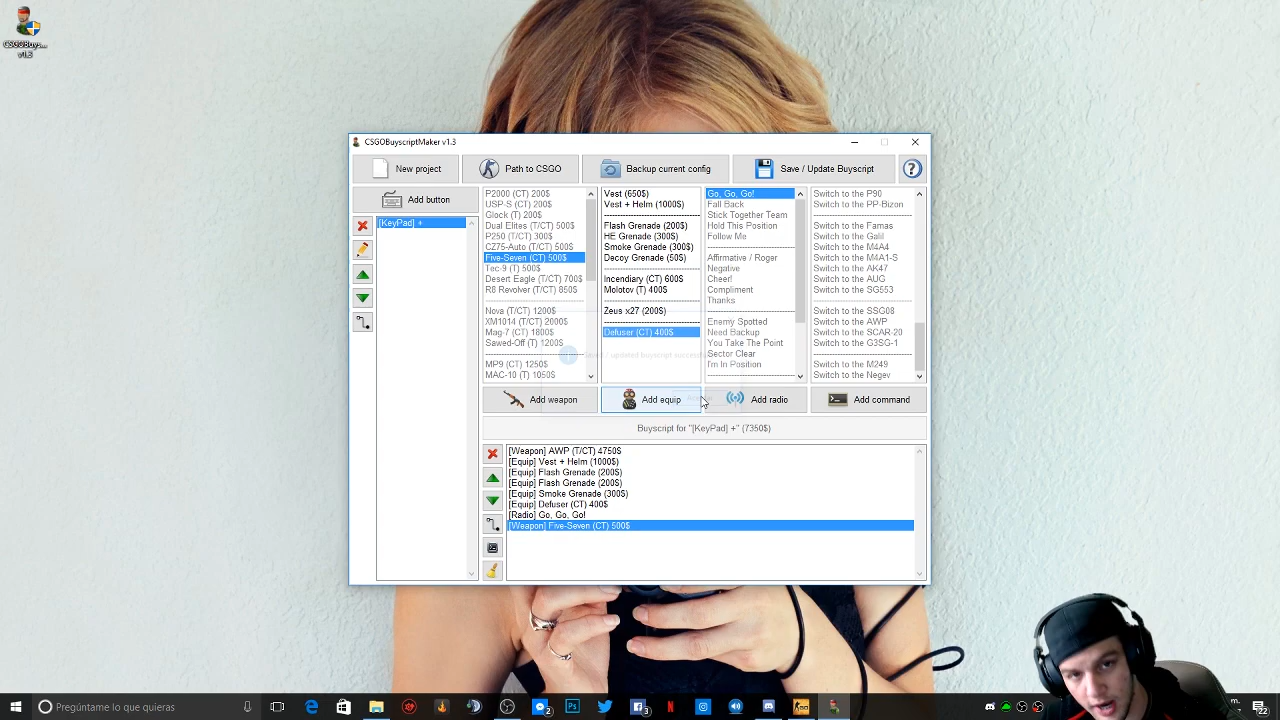 CSGOBuys...
v1.3
CSGOBuyscriptMaker v1.3
New project
Path to CSGO
Backup current config
Save / Update Buyscript
Add button
[KeyPad] +
P2000 (CT) 200$
USP-S (CT) 200$
Glock (T) 200$
Dual Elites (T/CT) 500$
P250 (T/CT) 300$
CZ75-Auto (T/CT) 500$
Five-Seven (CT) 500$
Tec-9 (T) 500$
Desert Eagle (T/CT) 700$
R8 Revolver (T/CT) 850$
Nova (T/CT) 1200$
XM1014 (T/CT) 2000$
Mag-7 (CT) 1800$
Sawed-Off (T) 1200$
MP9 (CT) 1250$
MAC-10 (T) 1050$
Vest (650$)
Vest + Helm (1000$)
Flash Grenade (200$)
HE Grenade (300$)
Smoke Grenade (300$)
Decoy Grenade (50$)
Incendiary (CT) 600$
Molotov (T) 400$
Zeus x27 (200$)
Defuser (CT) 400$
Go, Go, Go!
Fall Back
Stick Together Team
Hold This Position
Follow Me
Affirmative / Roger
Negative
Cheer!
Compliment
Thanks
Enemy Spotted
Need Backup
You Take The Point
Sector Clear
I'm In Position
Switch to the P90
Switch to the PP-Bizon
Switch to the Famas
Switch to the Galil
Switch to the M4A4
Switch to the M4A1-S
Switch to the AK47
Switch to the AUG
Switch to the SG553
Switch to the SSG08
Switch to the AWP
Switch to the SCAR-20
Switch to the G3SG-1
Switch to the M249
Switch to the Negev
Add weapon
Add equip
Add radio
Add command
Buyscript for "[KeyPad] +" (7350$)
[Weapon] AWP (T/CT) 4750$
[Equip] Vest + Helm (1000$)
[Equip] Flash Grenade (200$)
[Equip] Flash Grenade (200$)
[Equip] Smoke Grenade (300$)
[Equip] Defuser (CT) 400$
[Radio] Go, Go, Go!
[Weapon] Five-Seven (CT) 500$
Pregúntame lo que quieras